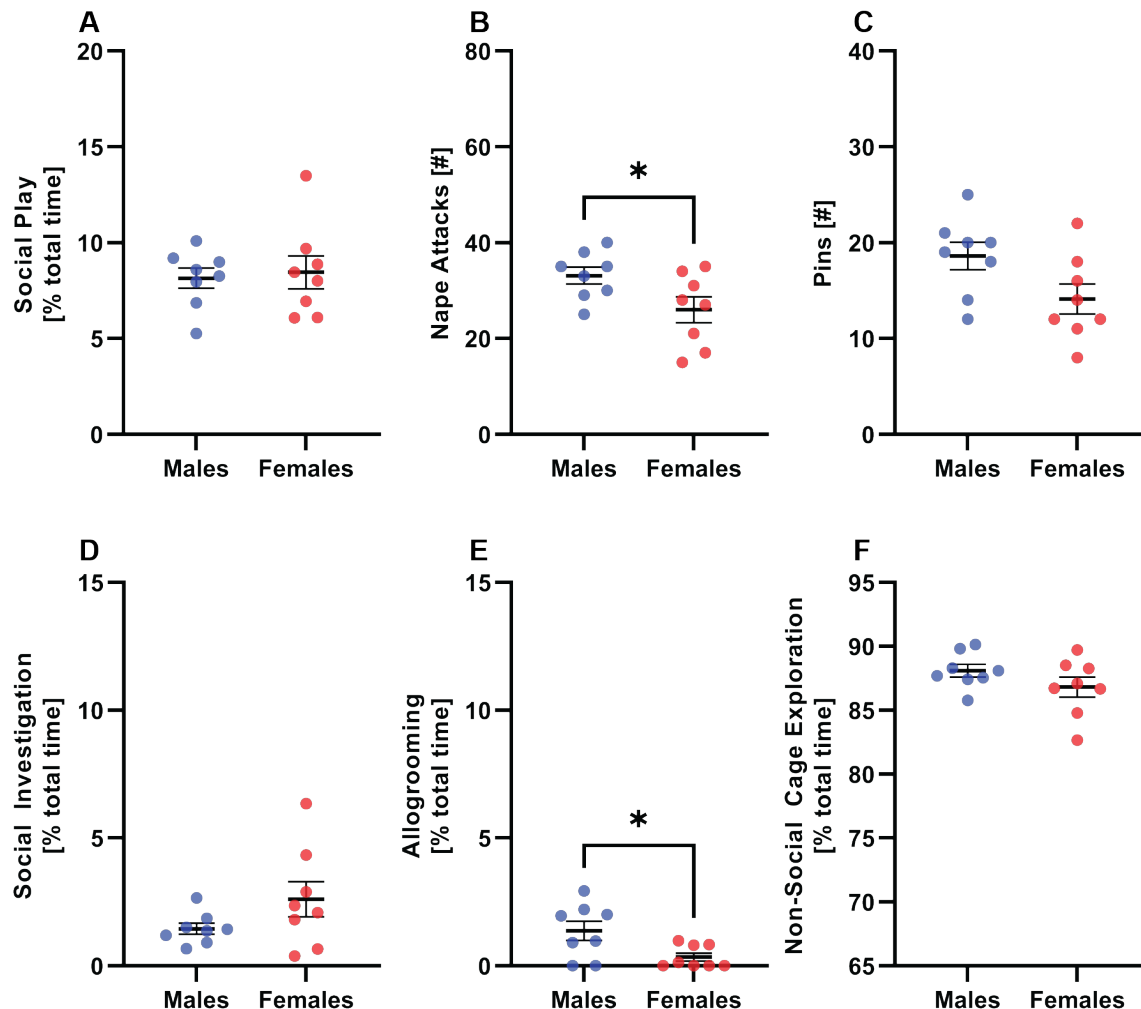 A
20
15
10
5
0
Social Play
[% total time]
Males Females
B
80
60
40
20
0
Nape Attacks [#]
*
Males Females
C
40
30
20
10
0
Pins [#]
Males Females
D
15
10
5
0
Social Investigation
[% total time]
Males Females
E
15
10
5
0
Allogrooming
[% total time]
*
Males Females
F
95
90
85
80
75
70
65
Non-Social Cage Exploration
[% total time]
Males Females